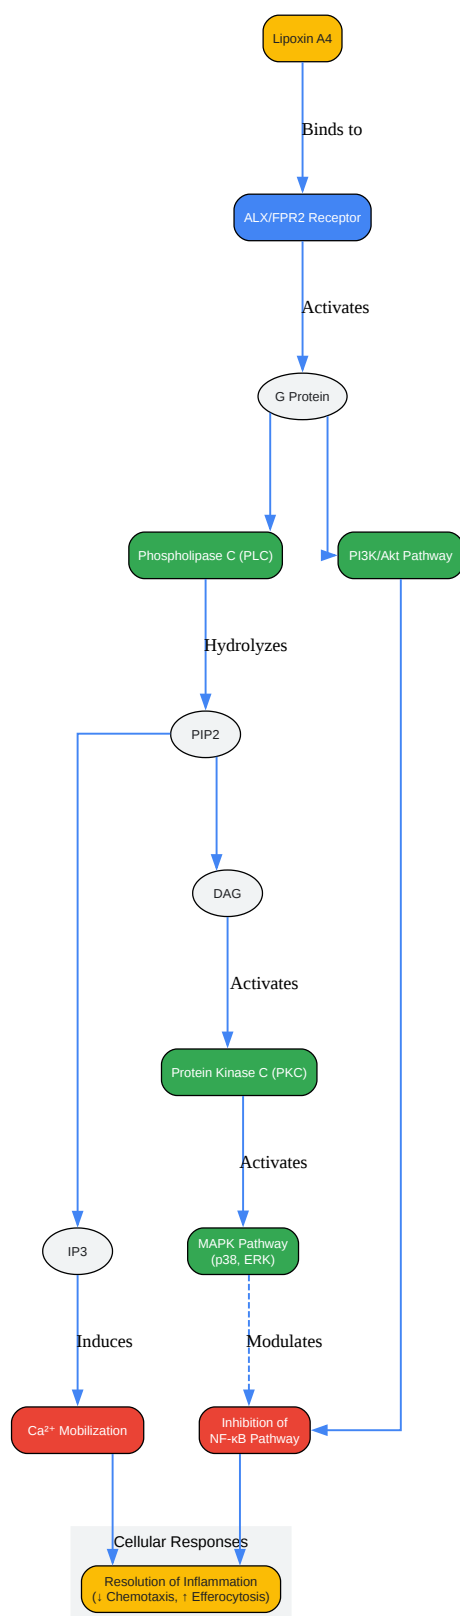 Lipoxin A4
Binds to
ALX/FPR2 Receptor
Activates
G Protein
Phospholipase C (PLC)
PI3K/Akt Pathway
Hydrolyzes
PIP2
DAG
Activates
Protein Kinase C (PKC)
Activates
IP3
MAPK Pathway
(p38, ERK)
Induces
Modulates
Ca²⁺ Mobilization
Inhibition of
NF-κB Pathway
Cellular Responses
Resolution of Inflammation
(↓ Chemotaxis, ↑ Efferocytosis)